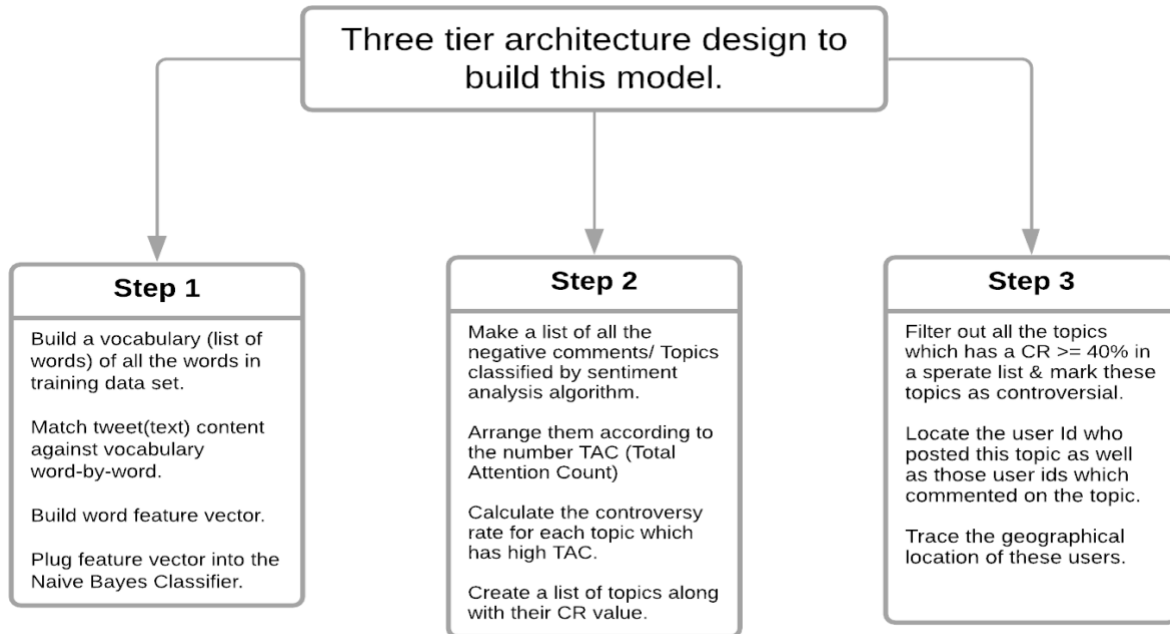 Three tier architecture design to
build this model.
Step 1
Build a vocabulary (list of
words) of all the words in
training data set.
Match tweet(text) content
against vocabulary
word-by-word.
Build word feature vector.
Plug feature vector into the
Naive Bayes Classifier.
Step 2
Make a list of all the
negative comments/ Topics
classified by sentiment
analysis algorithm.
Arrange them according to
the number TAC (Total
Attention Count)
Calculate the controversy
rate for each topic which
has high TAC.
Create a list of topics along
with their CR value.
Step 3
Filter out all the topics
which has a CR >= 40% in
a sperate list & mark these
topics as controversial.
Locate the user Id who
posted this topic as well
as those user ids which
commented on the topic.
Trace the geographical
location of these users.